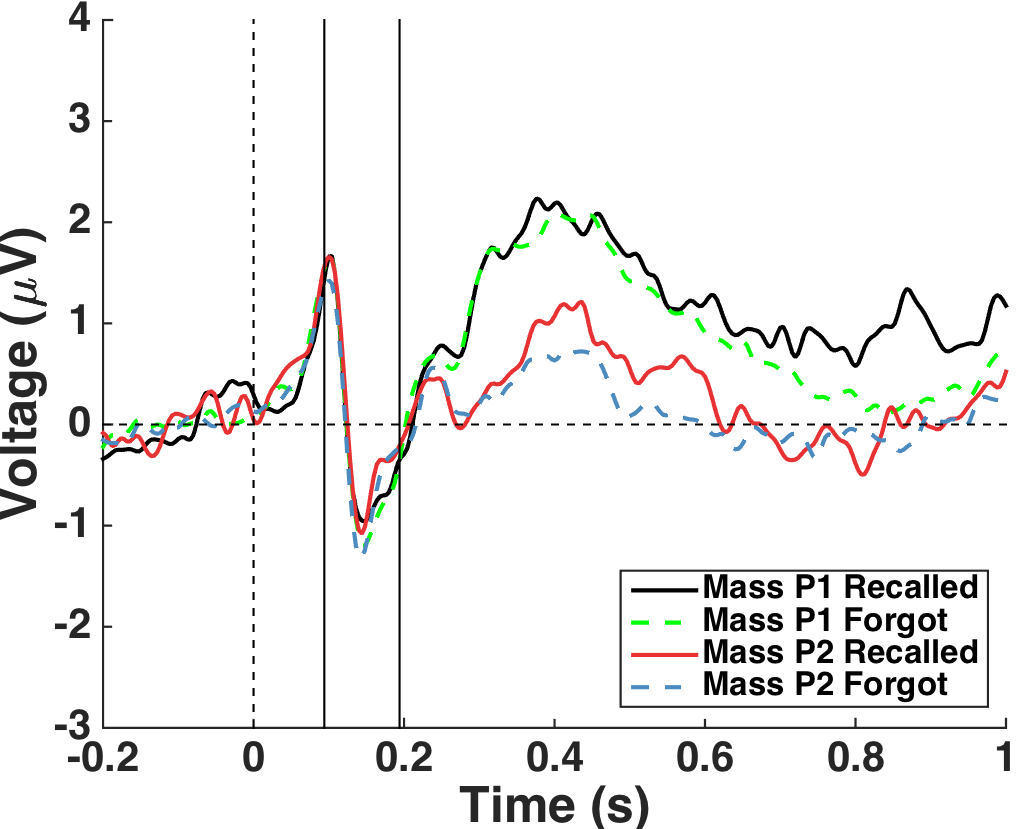 4
3
2
1
0
-1
-2
-3
Voltage (μV)
-0.2 0 0.2 0.4 0.6 0.8 1
Time (s)
Mass P1 Recalled
Mass P1 Forgot
Mass P2 Recalled
Mass P2 Forgot